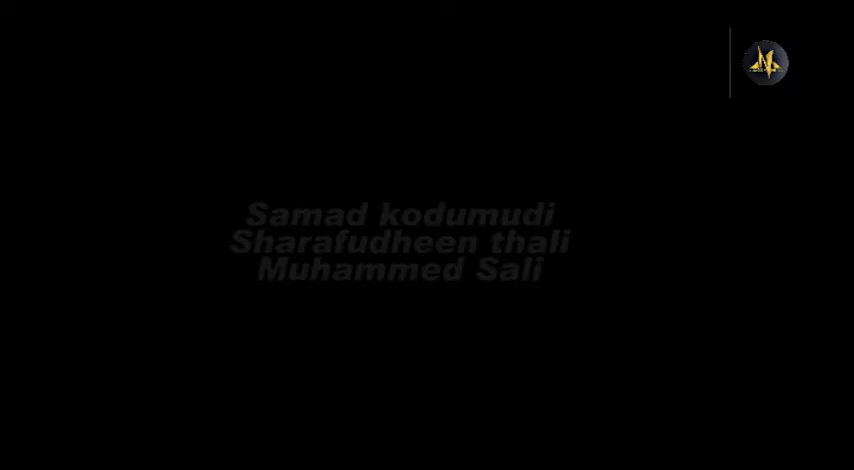 Samad kodumudi
Sharafudheen thali
Muhammed Sali